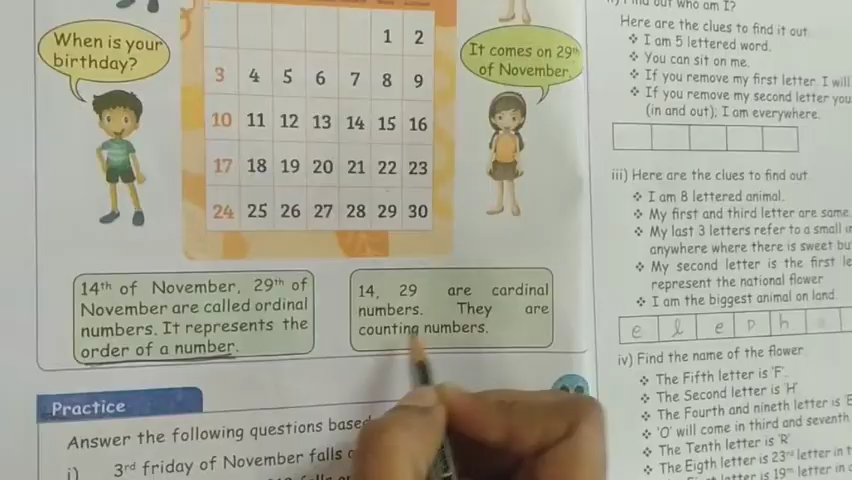 When is your
birthday?
1 2
3 4 5 6 7 8 9
10 11 12 13 14 15 16
17 18 19 20 21 22 23
24 25 26 27 28 29 30
It comes on 29th
of November.
14th of November, 29th of
November are called ordinal
numbers. It represents the
order of a number.
14, 29 are cardinal
numbers. They are
counting numbers.
Practice
Answer the following questions
i) 3rd friday of November falls
out who am I?
Here are the clues to find it out
❖ I am 5 lettered word.
❖ You can sit on me.
❖ If you remove my first letter I will
❖ If you remove my second letter you
(in and out); I am everywhere.
iii) Here are the clues to find out
❖ I am 8 lettered animal.
❖ My first and third letter are same.
❖ My last 3 letters refer to a small
anywhere where there is sweet
❖ My second letter is the first
represent the national flower
❖ I am the biggest animal on land.
e l e p h
iv) Find the name of the flower
❖ The Fifth letter is 'F'.
❖ The Second letter is 'H'
❖ The Fourth and nineth letter is
❖ 'O' will come in third and seventh
❖ The Tenth letter is 'R'
❖ The Eigth letter is 23rd letter in
letter is 19th letter in